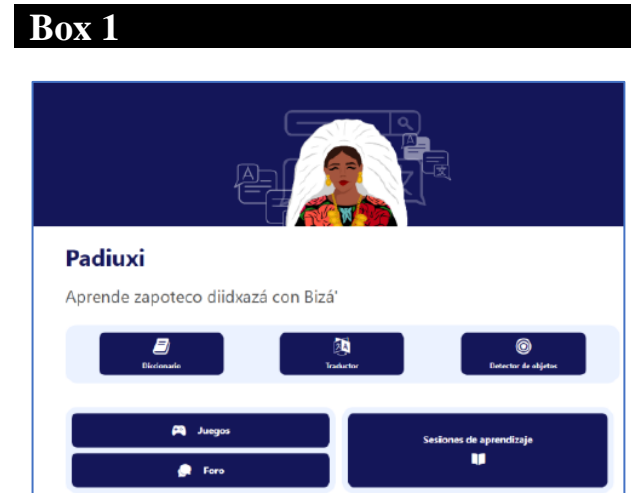 Box 1
Padiuxi
Aprende zapoteco diidxazá con Bizá'
Diccionario
Traductor
Detector de objetos
Juegos
Sesiones de aprendizaje
Foro